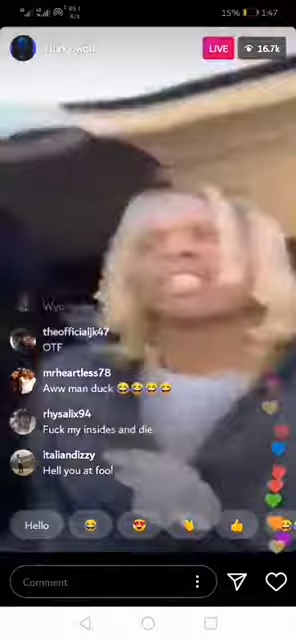 15% 1:47
LIVE 16.7k
theofficialjk47
OTF
mrheartless78
Aww man duck 😂😂😂😂
rhysalix94
Fuck my insides and die
italiandizzy
Hell you at fool
Hello 😂 😍 👏 👍 😂
Comment